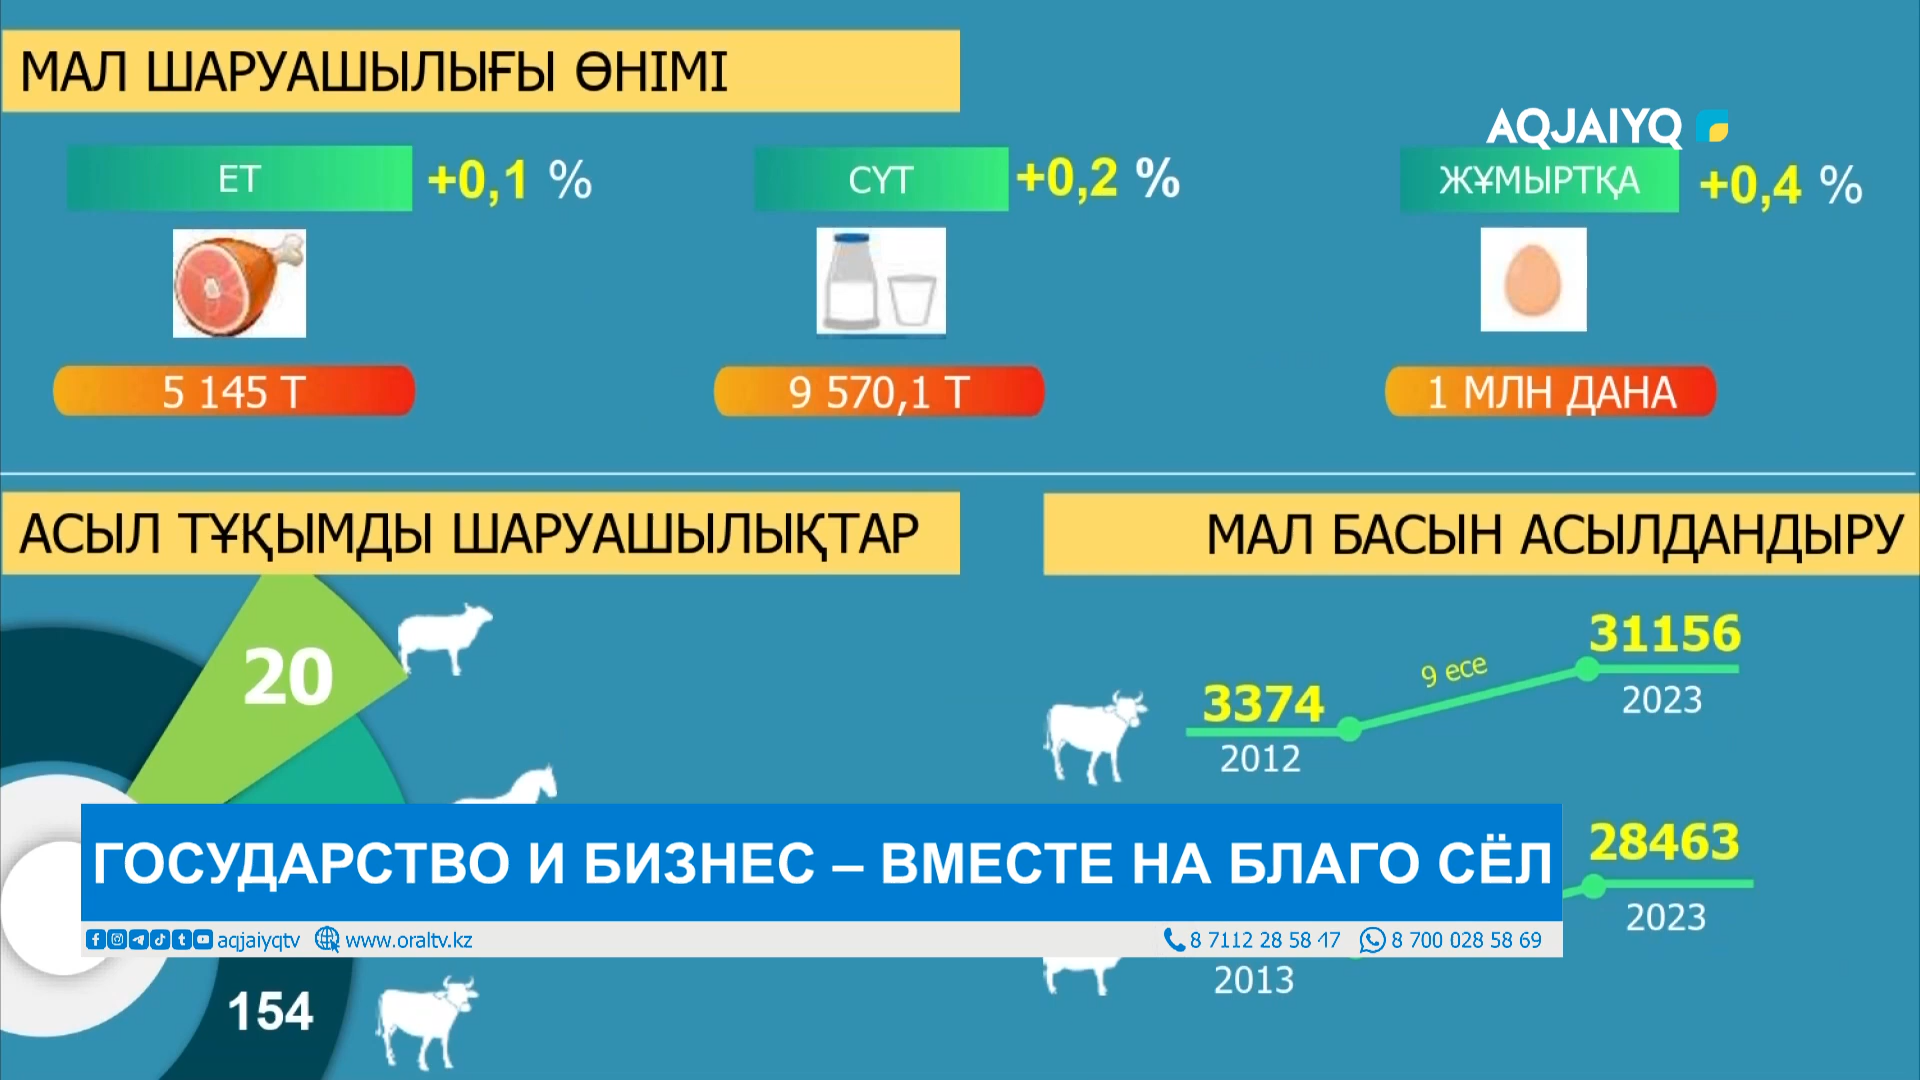 МАЛ ШАРУАШЫЛЫҒЫ ӨНІМІ
AQJAIYQ
ЕТ +0,1 %
СҮТ +0,2 %
ЖҰМЫРТҚА +0,4 %
5 145 Т
9 570,1 Т
1 МЛН ДАНА
АСЫЛ ТҰҚЫМДЫ ШАРУАШЫЛЫҚТАР
МАЛ БАСЫН АСЫЛДАНДЫРУ
20
3374
2012
9 есе
31156
2023
28463
2023
ГОСУДАРСТВО И БИЗНЕС – ВМЕСТЕ НА БЛАГО СЁЛ
aqjaiyqtv www.oraltv.kz 8 7112 28 58 17 8 700 028 58 69
2013
154